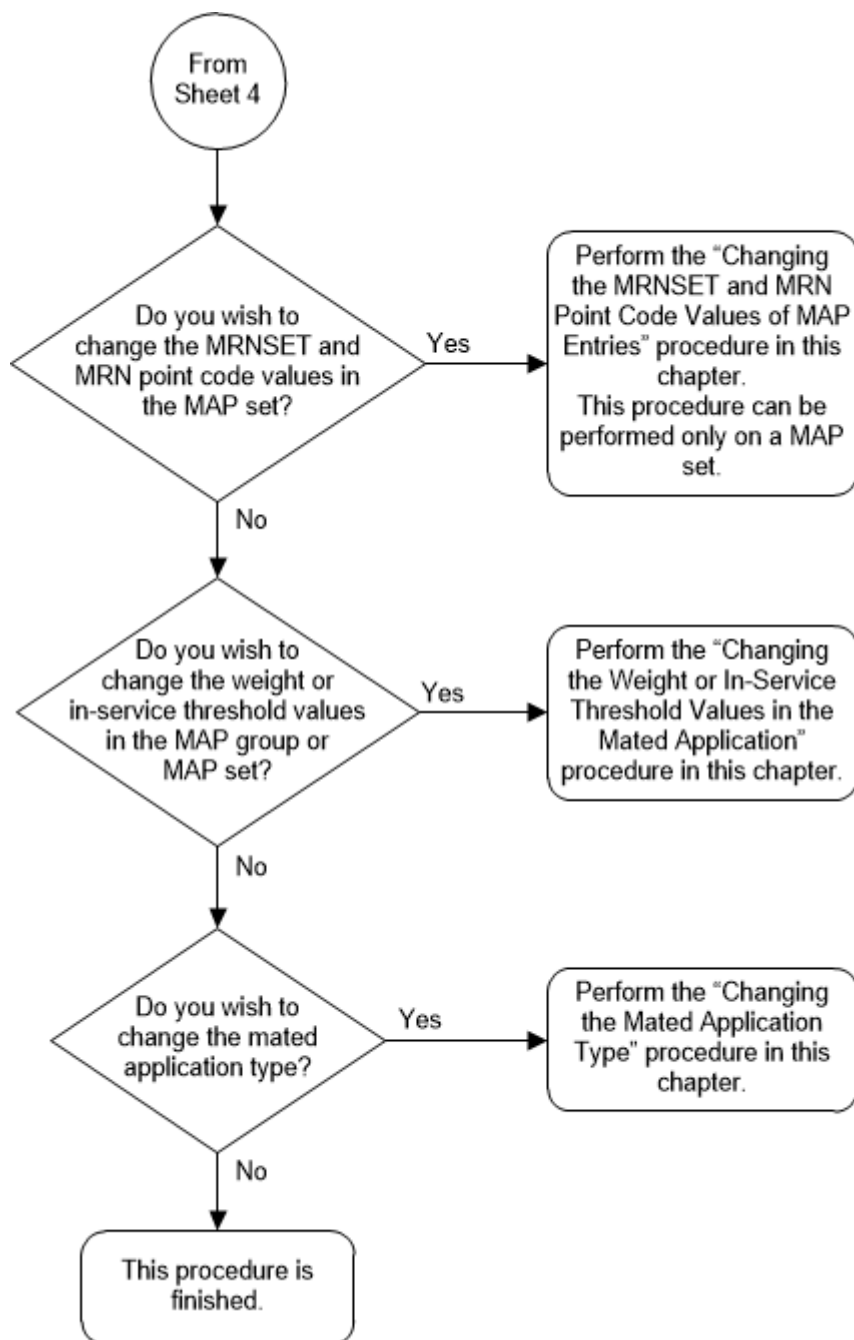 From
Sheet 4
Do you wish to
change the MRNSET and
MRN point code values in
the MAP set?
Yes
Perform the “Changing
the MRNSET and MRN
Point Code Values of MAP
Entries” procedure in this
chapter.
This procedure can be
performed only on a MAP
set.
No
Do you wish to
change the weight or
in-service threshold values
in the MAP group or
MAP set?
Yes
Perform the “Changing
the Weight or In-Service
Threshold Values in the
Mated Application”
procedure in this chapter.
No
Do you wish to
change the mated
application type?
Yes
Perform the “Changing
the Mated Application
Type” procedure in this
chapter.
No
This procedure is
finished.